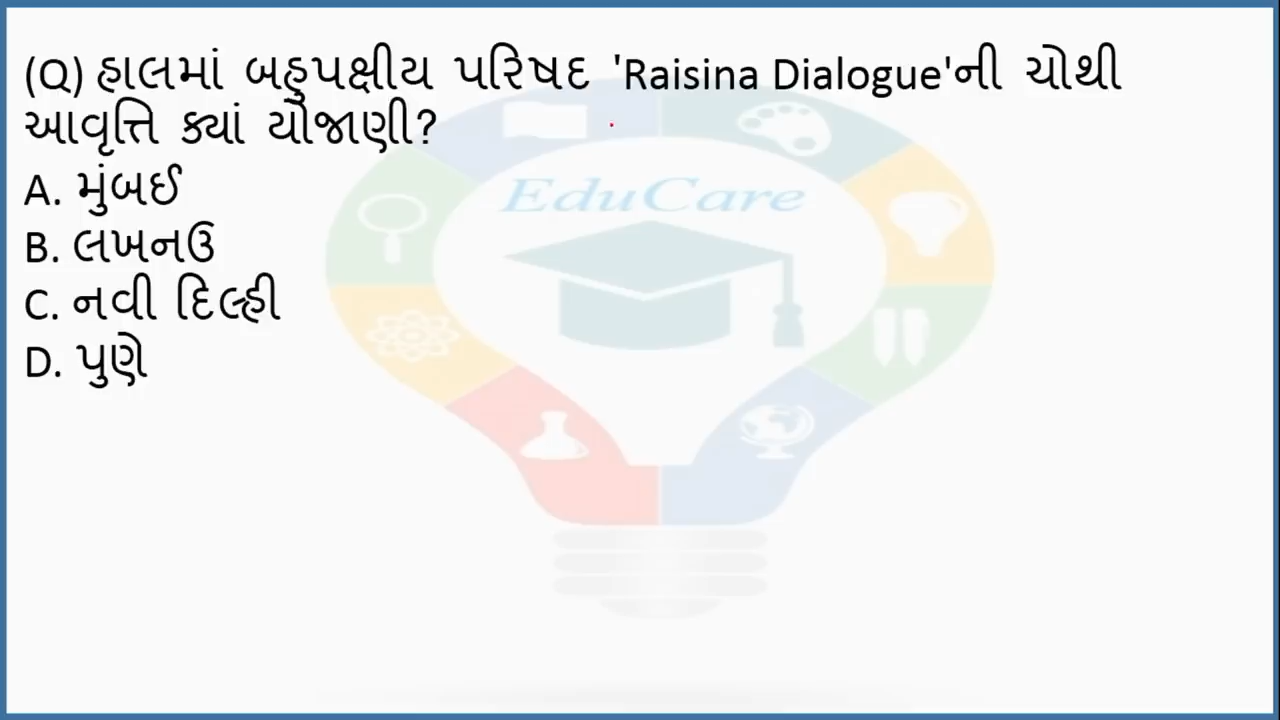 (Q) હાલમાં બહુપક્ષીય પરિષદ 'Raisina Dialogue'ની ચોથી
આવૃત્તિ ક્યાં યોજાણી?
A. મુંબઈ
B. લખનઉ
C. નવી દિલ્હી
D. પુણે
EduCare